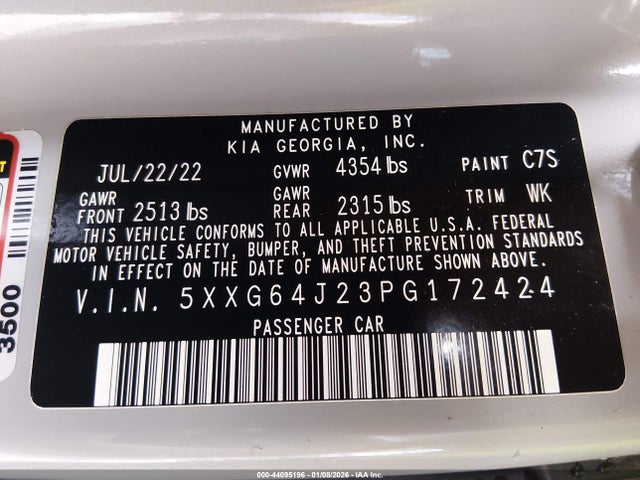 MANUFACTURED BY
KIA GEORGIA, INC.
JUL/22/22 GVWR 4354 lbs PAINT C7S
GAWR FRONT 2513 lbs GAWR REAR 2315 lbs TRIM WK
THIS VEHICLE CONFORMS TO ALL APPLICABLE U.S.A. FEDERAL
MOTOR VEHICLE SAFETY, BUMPER, AND THEFT PREVENTION STANDARDS
IN EFFECT ON THE DATE OF MANUFACTURE SHOWN ABOVE.
V.I.N. 5XXG64J23PG172424
PASSENGER CAR
3500
000-44095196 - 01/08/2026 - IAA Inc.